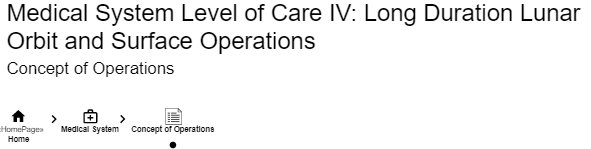 Medical System Level of Care IV: Long Duration Lunar
Orbit and Surface Operations
Concept of Operations
«HomePage»
Home
Medical System
Concept of Operations